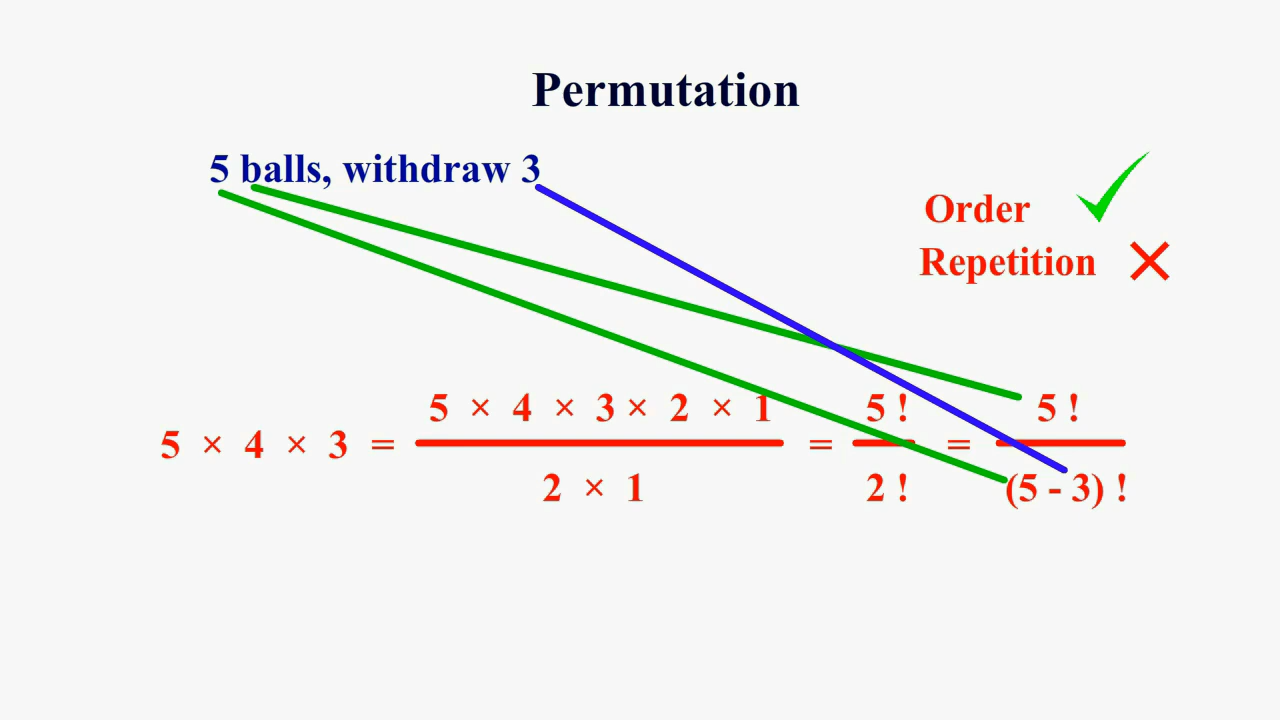 Permutation
5 balls, withdraw 3
Order ✓
Repetition ×
5 × 4 × 3 = 5 × 4 × 3 × 2 × 1 / 2 × 1 = 5 ! / 2 ! = 5 ! / (5 - 3) !